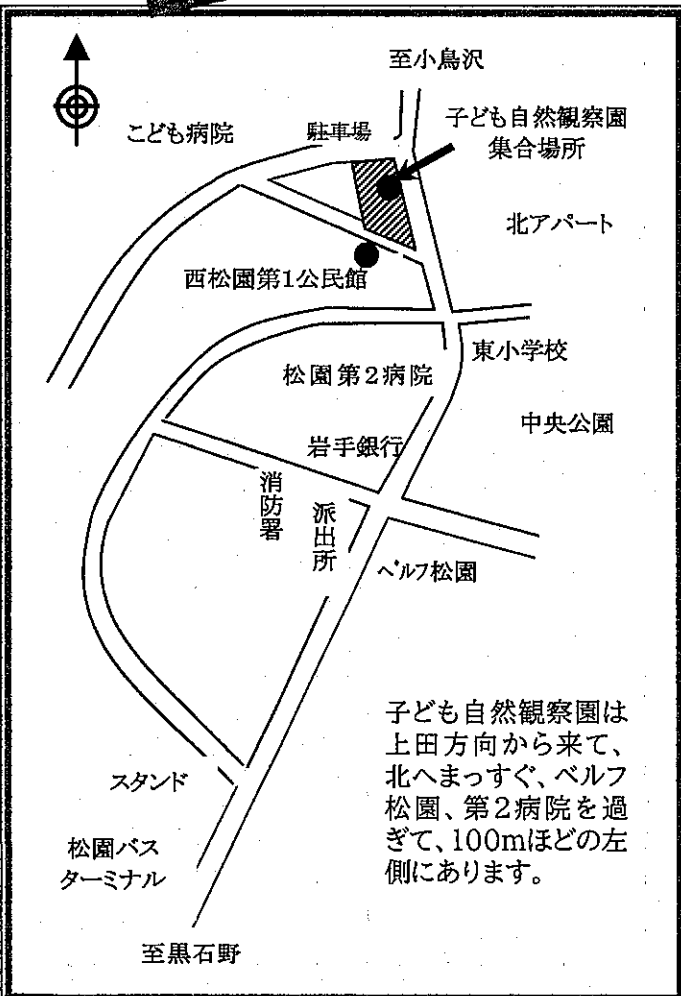 至小鳥沢
こども病院
駐車場
子ども自然観察園
集合場所
北アパート
西松園第1公民館
東小学校
松園第2病院
中央公園
岩手銀行
消防署
派出所
ベルフ松園
子ども自然観察園は
上田方向から来て、
北へまっすぐ、ベルフ
松園、第2病院を過
ぎて、100mほどの左
側にあります。
スタンド
松園バス
ターミナル
至黒石野